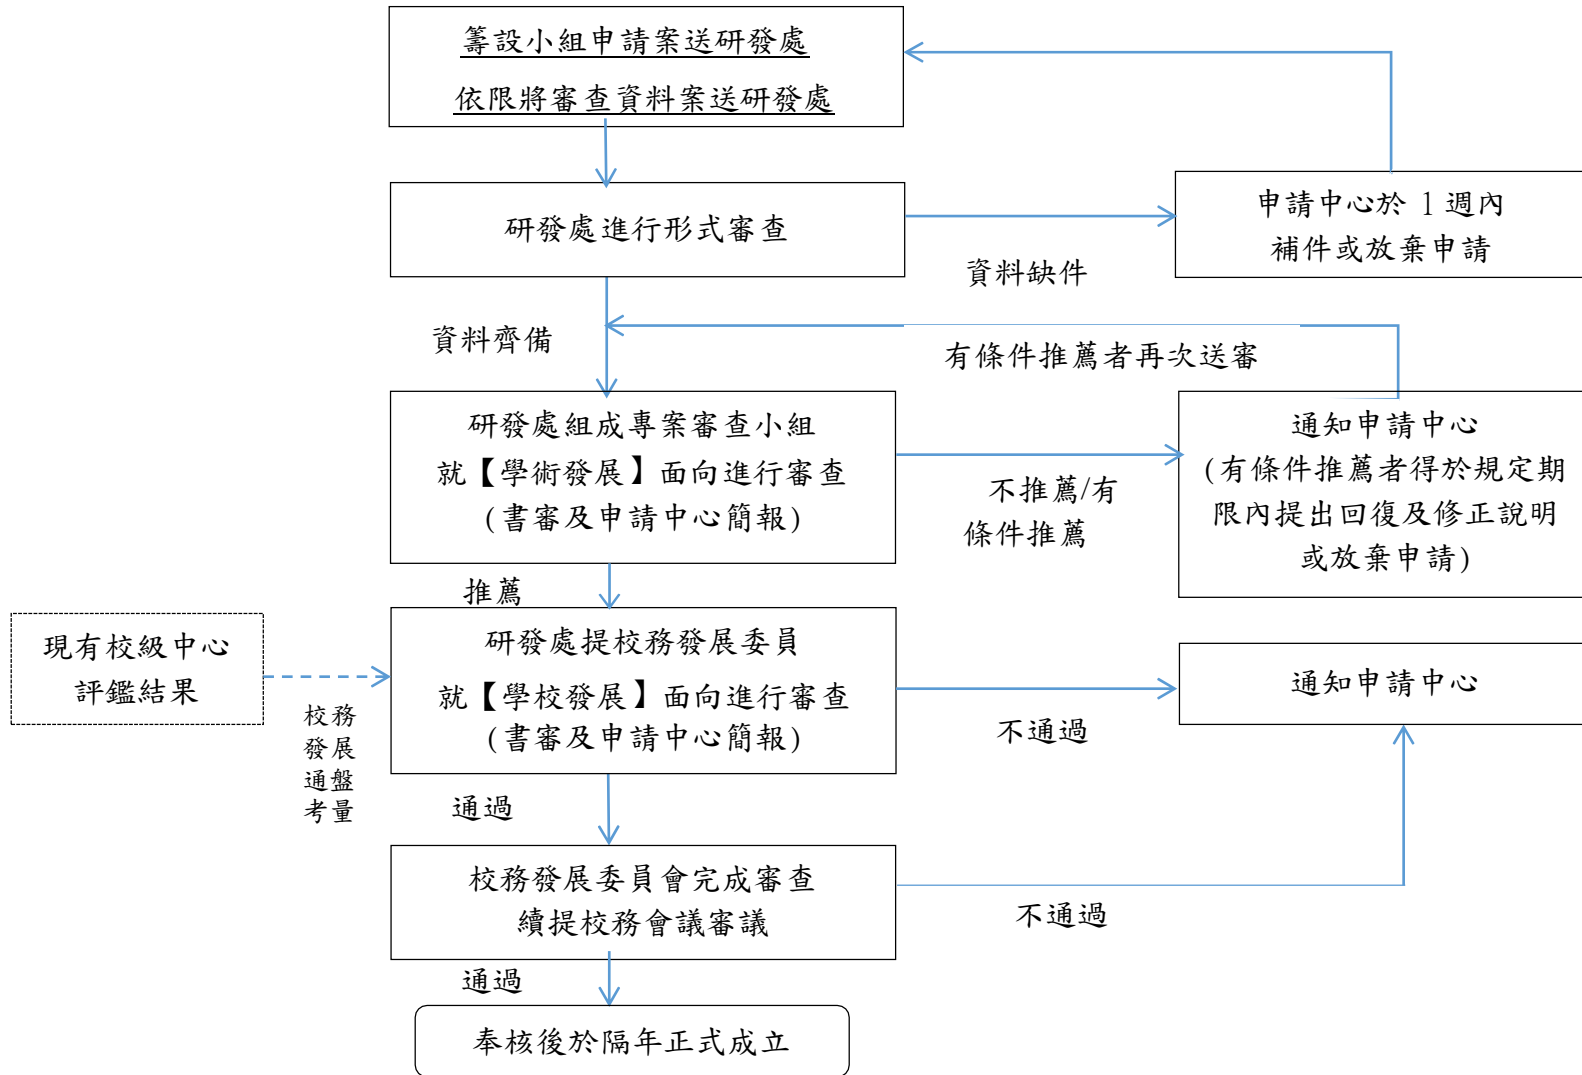 籌設小組申請案送研發處
依限將審查資料案送研發處
研發處進行形式審查
資料缺件
申請中心於 1 週內
補件或放棄申請
資料齊備
有條件推薦者再次送審
研發處組成專案審查小組
就【學術發展】面向進行審查
(書審及申請中心簡報)
不推薦/有
條件推薦
通知申請中心
(有條件推薦者得於規定期
限內提出回復及修正說明
或放棄申請)
推薦
現有校級中心
評鑑結果
校務
發展
通盤
考量
研發處提校務發展委員
就【學校發展】面向進行審查
(書審及申請中心簡報)
不通過
通知申請中心
通過
校務發展委員會完成審查
續提校務會議審議
不通過
通過
奉核後於隔年正式成立